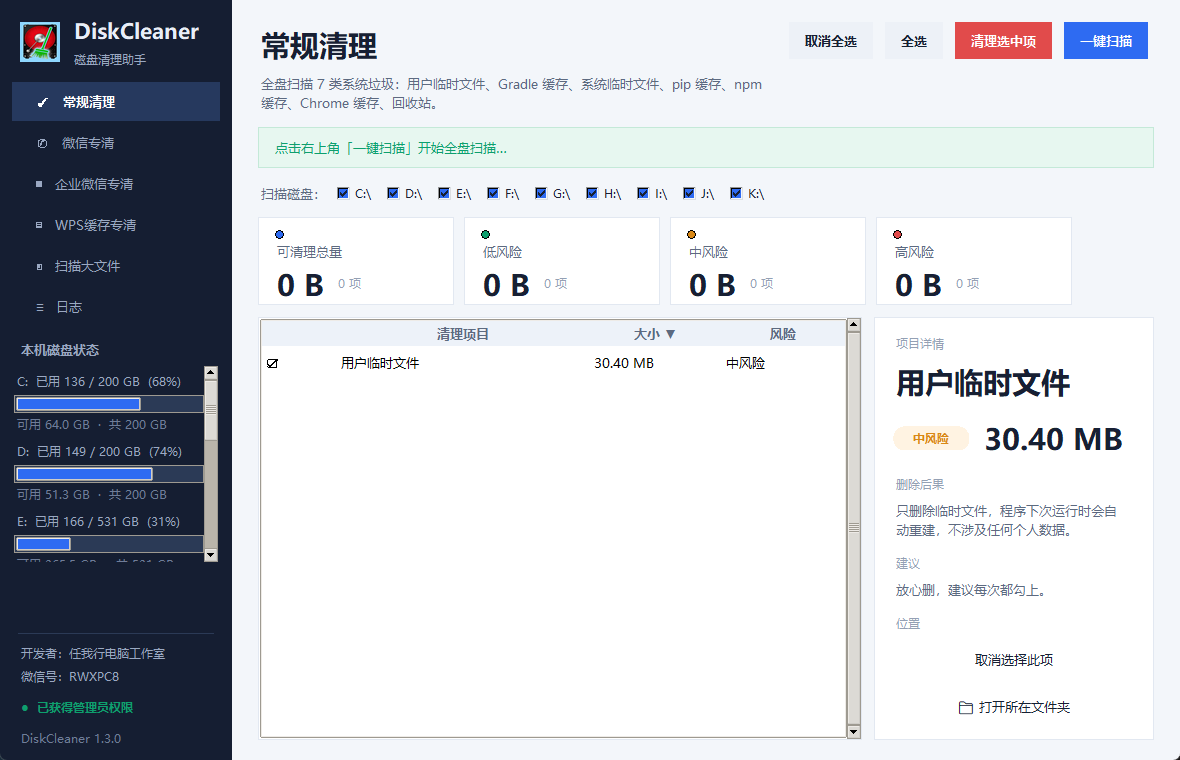 DiskCleaner
磁盘清理助手
常规清理
微信专清
企业微信专清
WPS缓存专清
扫描大文件
日志
本机磁盘状态
C: 已用 136 / 200 GB (68%)
可用 64.0 GB · 共 200 GB
D: 已用 149 / 200 GB (74%)
可用 51.3 GB · 共 200 GB
E: 已用 166 / 531 GB (31%)
可用 365.5 GB · 共 531 GB
开发者：任我行电脑工作室
微信号：RWXPC8
已获得管理员权限
DiskCleaner 1.3.0
常规清理
取消全选
全选
清理选中项
一键扫描
全盘扫描 7 类系统垃圾：用户临时文件、Gradle 缓存、系统临时文件、pip 缓存、npm
缓存、Chrome 缓存、回收站。
点击右上角「一键扫描」开始全盘扫描...
扫描磁盘： C:\ D:\ E:\ F:\ G:\ H:\ I:\ J:\ K:\
可清理总量
0 B 0 项
低风险
0 B 0 项
中风险
0 B 0 项
高风险
0 B 0 项
清理项目 大小 ▼ 风险
用户临时文件 30.40 MB 中风险
项目详情
用户临时文件
中风险 30.40 MB
删除后果
只删除临时文件，程序下次运行时会自
动重建，不涉及任何个人数据。
建议
放心删，建议每次都勾上。
位置
取消选择此项
打开所在文件夹